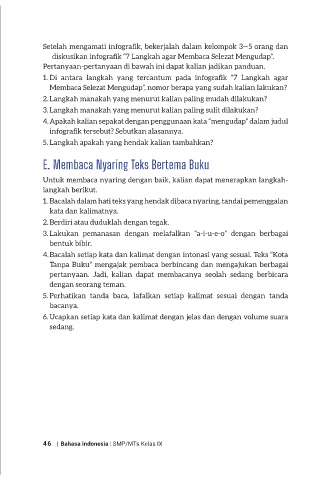 Setelah mengamati infografik, bekerjalah dalam kelompok 3—5 orang dan
diskusikan infografik "7 Langkah agar Membaca Selezat Mengudap".
Pertanyaan-pertanyaan di bawah ini dapat kalian jadikan panduan.
1. Di antara langkah yang tercantum pada infografik "7 Langkah agar
Membaca Selezat Mengudap", nomor berapa yang sudah kalian lakukan?
2. Langkah manakah yang menurut kalian paling mudah dilakukan?
3. Langkah manakah yang menurut kalian paling sulit dilakukan?
4. Apakah kalian sepakat dengan penggunaan kata "mengudap" dalam judul
infografik tersebut? Sebutkan alasannya.
5. Langkah apakah yang hendak kalian tambahkan?
E. Membaca Nyaring Teks Bertema Buku
Untuk membaca nyaring dengan baik, kalian dapat menerapkan langkah-
langkah berikut.
1. Bacalah dalam hati teks yang hendak dibaca nyaring, tandai pemenggalan
kata dan kalimatnya.
2. Berdiri atau duduklah dengan tegak.
3. Lakukan pemanasan dengan melafalkan "a-i-u-e-o" dengan berbagai
bentuk bibir.
4. Bacalah setiap kata dan kalimat dengan intonasi yang sesuai. Teks "Kota
Tanpa Buku" mengajak pembaca berbincang dan mengajukan berbagai
pertanyaan. Jadi, kalian dapat membacanya seolah sedang berbicara
dengan seorang teman.
5. Perhatikan tanda baca, lafalkan setiap kalimat sesuai dengan tanda
bacanya.
6. Ucapkan setiap kata dan kalimat dengan jelas dan dengan volume suara
sedang.
46 | Bahasa Indonesia | SMP/MTs Kelas IX